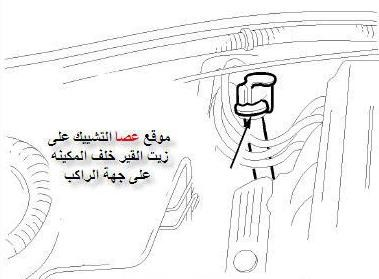 موقع عصا التشييك على
زيت القير خلف المكينه
على جهة الراكب